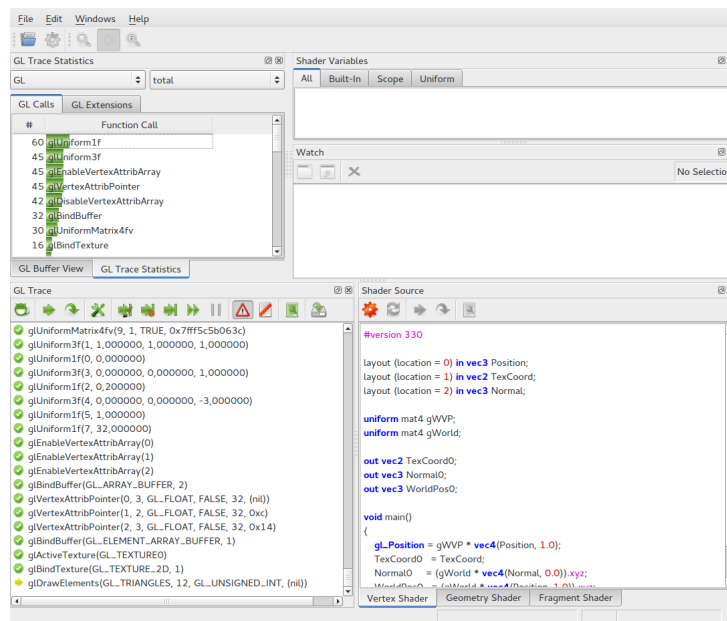 File Edit Windows Help
GL Trace Statistics
GL total
GL Calls GL Extensions
# Function Call
60 glUniform1f
45 glUniform3f
45 glEnableVertexAttribArray
45 glVertexAttribPointer
42 glDisableVertexAttribArray
32 glBindBuffer
30 glUniformMatrix4fv
16 glBindTexture
GL Buffer View GL Trace Statistics
Shader Variables
All Built-In Scope Uniform
Watch
No Selectio
GL Trace
glUniformMatrix4fv(9, 1, TRUE, 0x7fff5c5b063c)
glUniform3f(1, 1,000000, 1,000000, 1,000000)
glUniform1f(0, 0,000000)
glUniform3f(3, 0,000000, 0,000000, 1,000000)
glUniform1f(2, 0,200000)
glUniform3f(4, 0,000000, 0,000000, -3,000000)
glUniform1f(5, 1,000000)
glUniform1f(7, 32,000000)
glEnableVertexAttribArray(0)
glEnableVertexAttribArray(1)
glEnableVertexAttribArray(2)
glBindBuffer(GL_ARRAY_BUFFER, 2)
glVertexAttribPointer(0, 3, GL_FLOAT, FALSE, 32, (nil))
glVertexAttribPointer(1, 2, GL_FLOAT, FALSE, 32, 0xc)
glVertexAttribPointer(2, 3, GL_FLOAT, FALSE, 32, 0x14)
glBindBuffer(GL_ELEMENT_ARRAY_BUFFER, 1)
glActiveTexture(GL_TEXTURE0)
glBindTexture(GL_TEXTURE_2D, 1)
glDrawElements(GL_TRIANGLES, 12, GL_UNSIGNED_INT, (nil))
Shader Source
#version 330
layout (location = 0) in vec3 Position;
layout (location = 1) in vec2 TexCoord;
layout (location = 2) in vec3 Normal;
uniform mat4 gWVP;
uniform mat4 gWorld;
out vec2 TexCoord0;
out vec3 Normal0;
out vec3 WorldPos0;
void main()
{
gl_Position = gWVP * vec4(Position, 1.0);
TexCoord0 = TexCoord;
Normal0 = (gWorld * vec4(Normal, 0.0)).xyz;
WorldPos0 = (gWorld * vec4(Position, 1.0)).xyz;
Vertex Shader Geometry Shader Fragment Shader